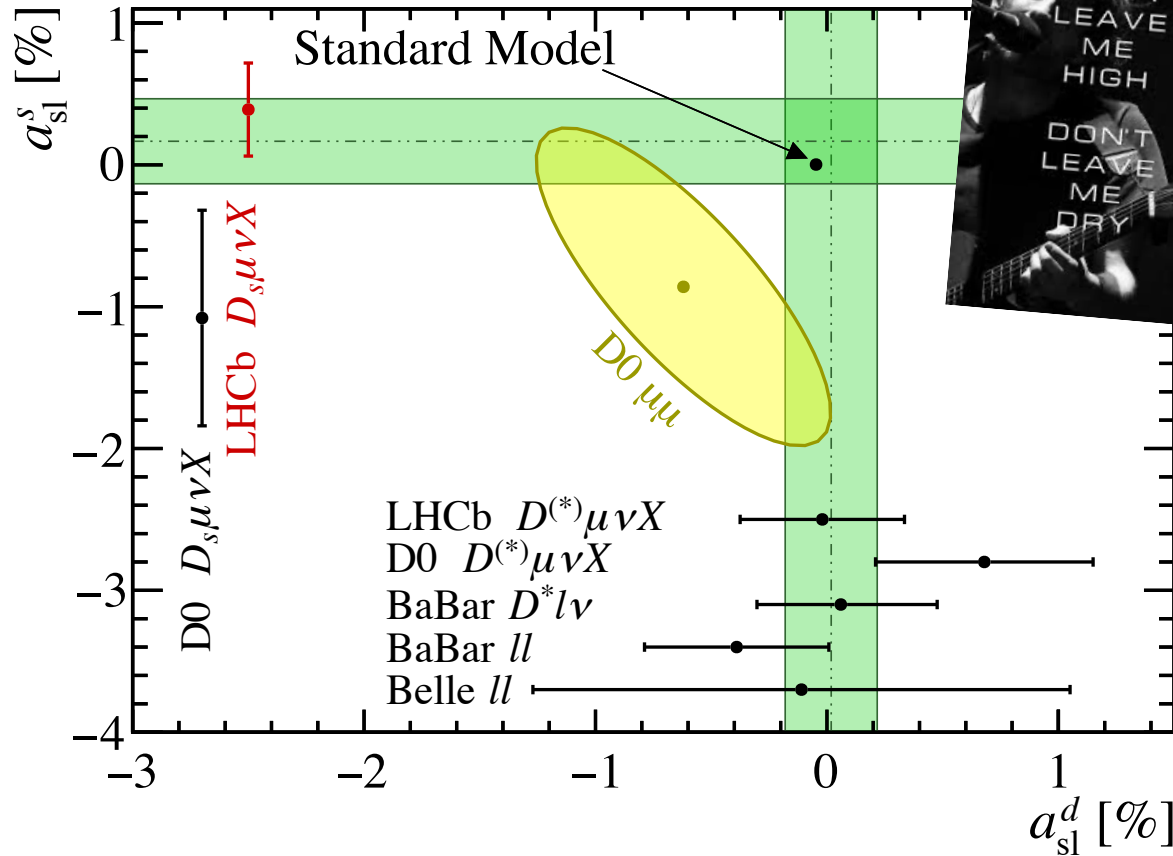 1
0
−1
−2
−3
−4
a^s_sl [%]
Standard Model
LEAVE
ME
HIGH
DON'T
LEAVE
ME
DRY
LHCb D_sμνX
D0 D_sμνX
D0 μμ
LHCb D^(*)μνX
D0 D^(*)μνX
BaBar D^*lν
BaBar ll
Belle ll
−3
−2
−1
0
1
a^d_sl [%]